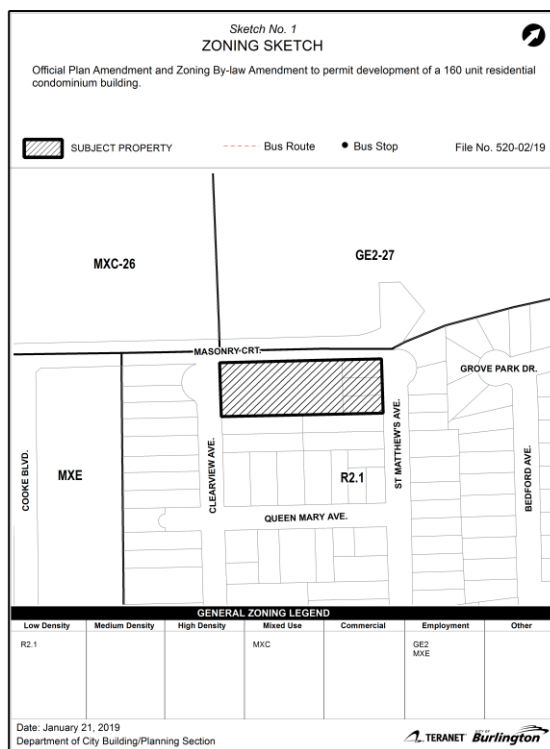 Sketch No. 1
ZONING SKETCH
Official Plan Amendment and Zoning By-law Amendment to permit development of a 160 unit residential
condominium building.
SUBJECT PROPERTY Bus Route Bus Stop File No. 520-02/19
MXC-26
GE2-27
MASONRY CRT.
GROVE PARK DR.
COOKE BLVD.
MXE
CLEARVIEW AVE.
R2.1
ST MATTHEW'S AVE.
BEDFORD AVE.
QUEEN MARY AVE.
GENERAL ZONING LEGEND
Low Density Medium Density High Density Mixed Use Commercial Employment Other
R2.1 MXC GE2
MXE
Date: January 21, 2019
Department of City Building/Planning Section
TERANET CITY OF Burlington